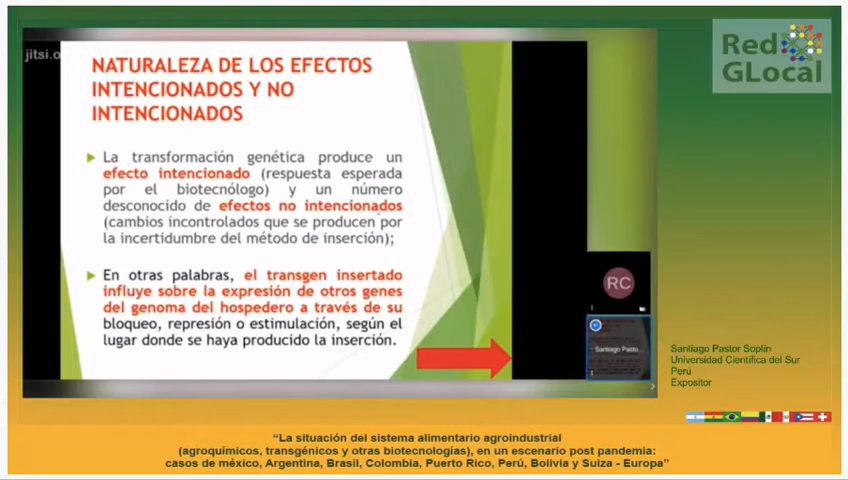 Red
GLocal
jitsi.o
NATURALEZA DE LOS EFECTOS
INTENCIONADOS Y NO
INTENCIONADOS
La transformación genética produce un
efecto intencionado (respuesta esperada
por el biotecnólogo) y un número
desconocido de efectos no intencionados
(cambios incontrolados que se producen por
la incertidumbre del método de inserción);
En otras palabras, el transgen insertado
influye sobre la expresión de otros genes
del genoma del hospedero a través de su
bloqueo, represión o estimulación, según el
lugar donde se haya producido la inserción.
RC
Santiago Pasto...
Santiago Pastor Soplín
Universidad Científica del Sur
Perú
Expositor
“La situación del sistema alimentario agroindustrial
(agroquímicos, transgénicos y otras biotecnologías), en un escenario post pandemia:
casos de méxico, Argentina, Brasil, Colombia, Puerto Rico, Perú, Bolivia y Suiza - Europa”